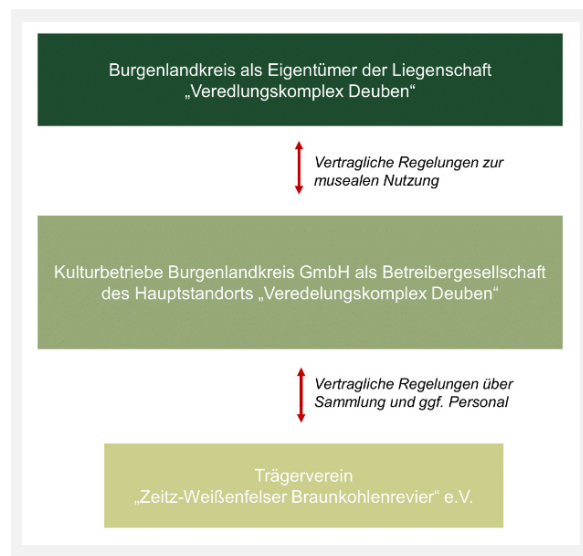 Burgenlandkreis als Eigentümer der Liegenschaft
„Veredlungskomplex Deuben“
Vertragliche Regelungen zur
musealen Nutzung
Kulturbetriebe Burgenlandkreis GmbH als Betreibergesellschaft
des Hauptstandorts „Veredelungskomplex Deuben“
Vertragliche Regelungen über
Sammlung und ggf. Personal
Trägerverein
„Zeitz-Weißenfelser Braunkohlenrevier“ e.V.